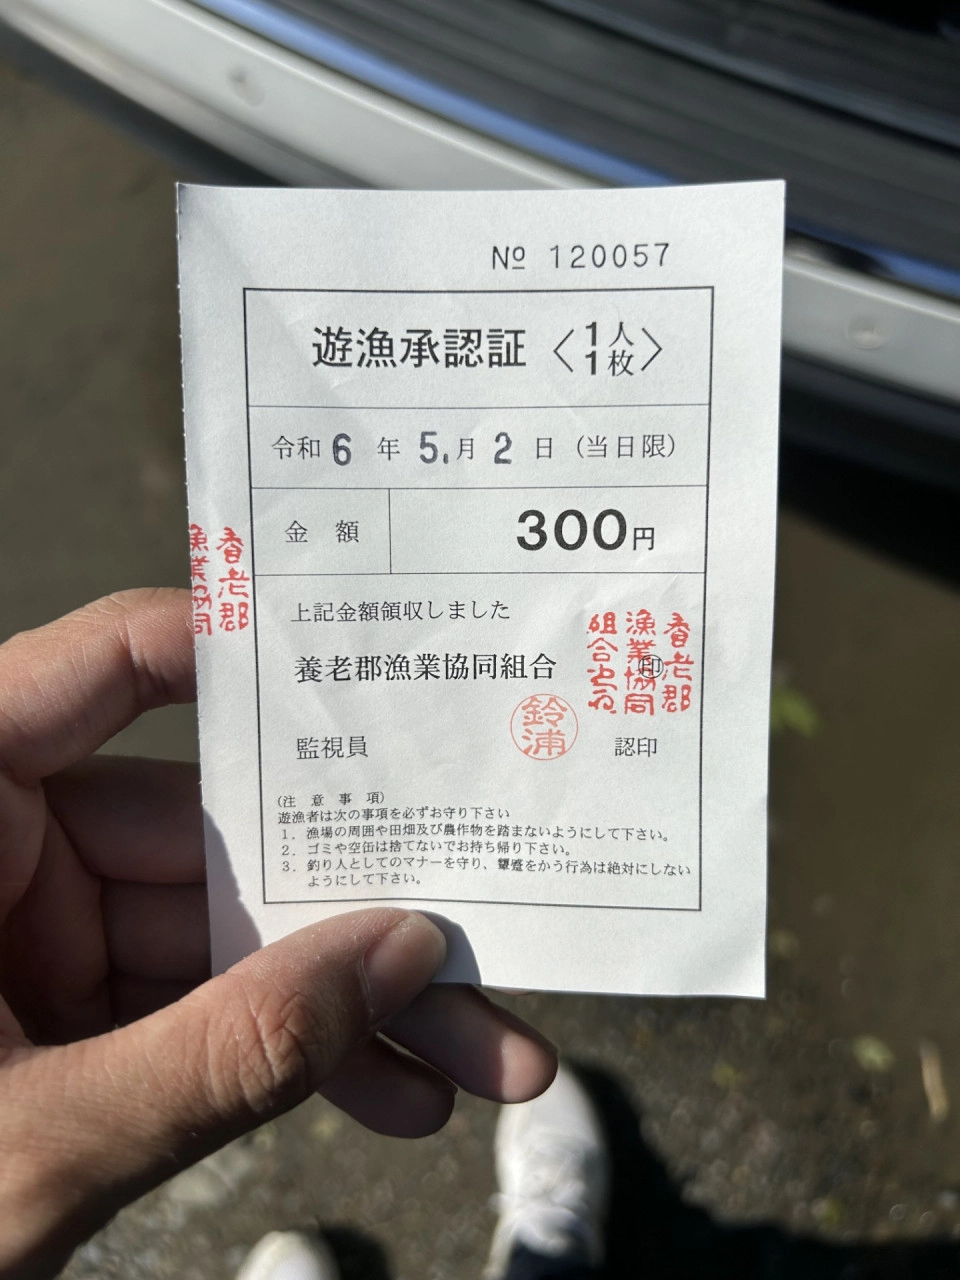 № 120057
遊漁承認証〈1人1枚〉
令和 6 年 5.月 2 日（当日限）
金 額 300円
上記金額領収しました
養老郡漁業協同組合 ㊞
養老郡
漁業協同
組合之印
監視員 鈴浦 認印
養老郡
漁業協同
(注 意 事 項)
遊漁者は次の事項を必ずお守り下さい
1．漁場の周囲や田畑及び農作物を踏まないようにして下さい。
2．ゴミや空缶は捨てないでお持ち帰り下さい。
3．釣り人としてのマナーを守り、顰蹙をかう行為は絶対にしない
ようにして下さい。